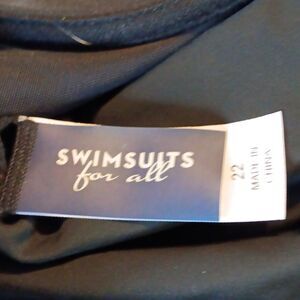 SWIMSUITS
for all
22
MADE IN
CHINA